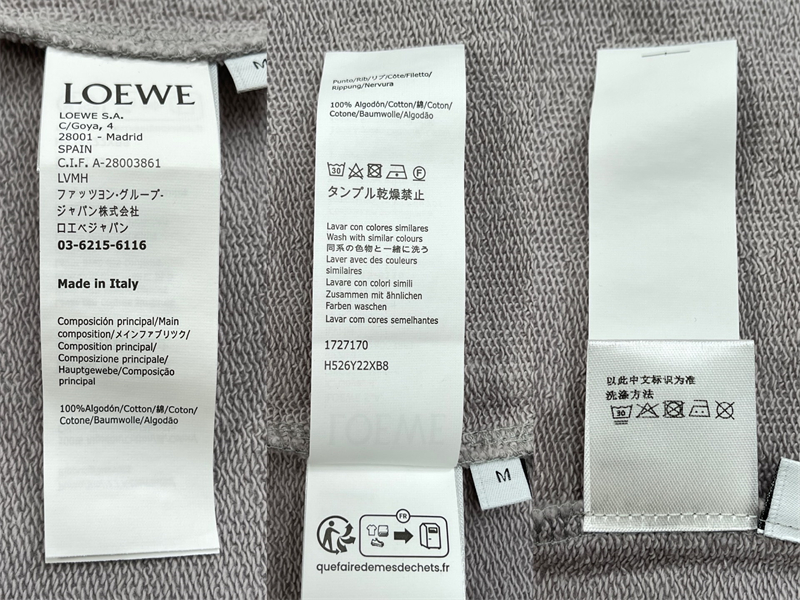 LOEWE
LOEWE S.A.
C/Goya, 4
28001 - Madrid
SPAIN
C.I.F. A-28003861
LVMH
ファッツヨン·グループ-
ジャパン株式会社
ロエベジャパン
03-6215-6116
Made in Italy
Composición principal/Main
composition/メインファブリツク/
Composition principal/
Composizione principale/
Hauptgewebe/Composição
principal
100%Algodón/Cotton/綿/Coton/
Cotone/Baumwolle/Algodão
M
Punto/Rib/リブ/Côte/Filetto/
Rippung/Nervura
100% Algodón/Cotton/綿/Coton/
Cotone/Baumwolle/Algodão
30
F
タンブル乾燥禁止
Lavar con colores similares
Wash with similar colours
同系の色物と一緒に洗う
Laver avec des couleurs
similaires
Lavare con colori simili
Zusammen mit ähnlichen
Farben waschen
Lavar com cores semelhantes
1727170
H526Y22XB8
LOEWE
M
FR
quefairedemesdechets.fr
以此中文标识为准
洗涤方法
30